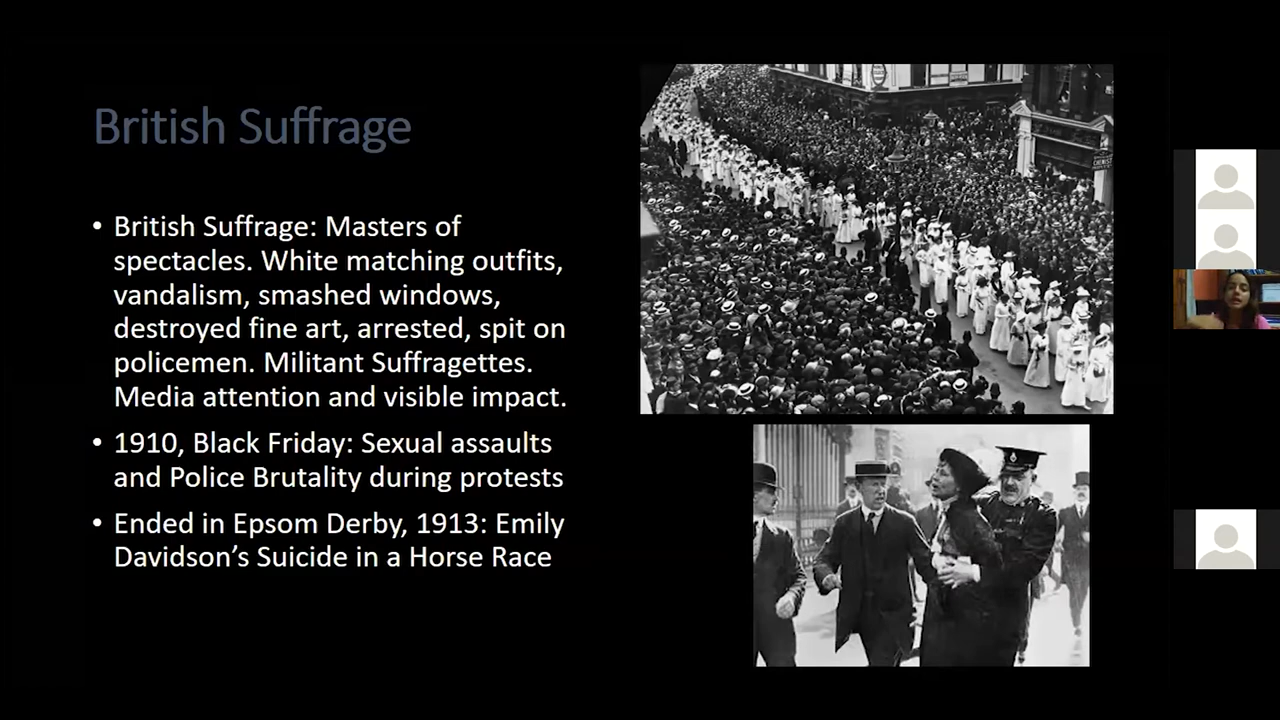 British Suffrage
• British Suffrage: Masters of
spectacles. White matching outfits,
vandalism, smashed windows,
destroyed fine art, arrested, spit on
policemen. Militant Suffragettes.
Media attention and visible impact.
• 1910, Black Friday: Sexual assaults
and Police Brutality during protests
• Ended in Epsom Derby, 1913: Emily
Davidson’s Suicide in a Horse Race
CHEMIST